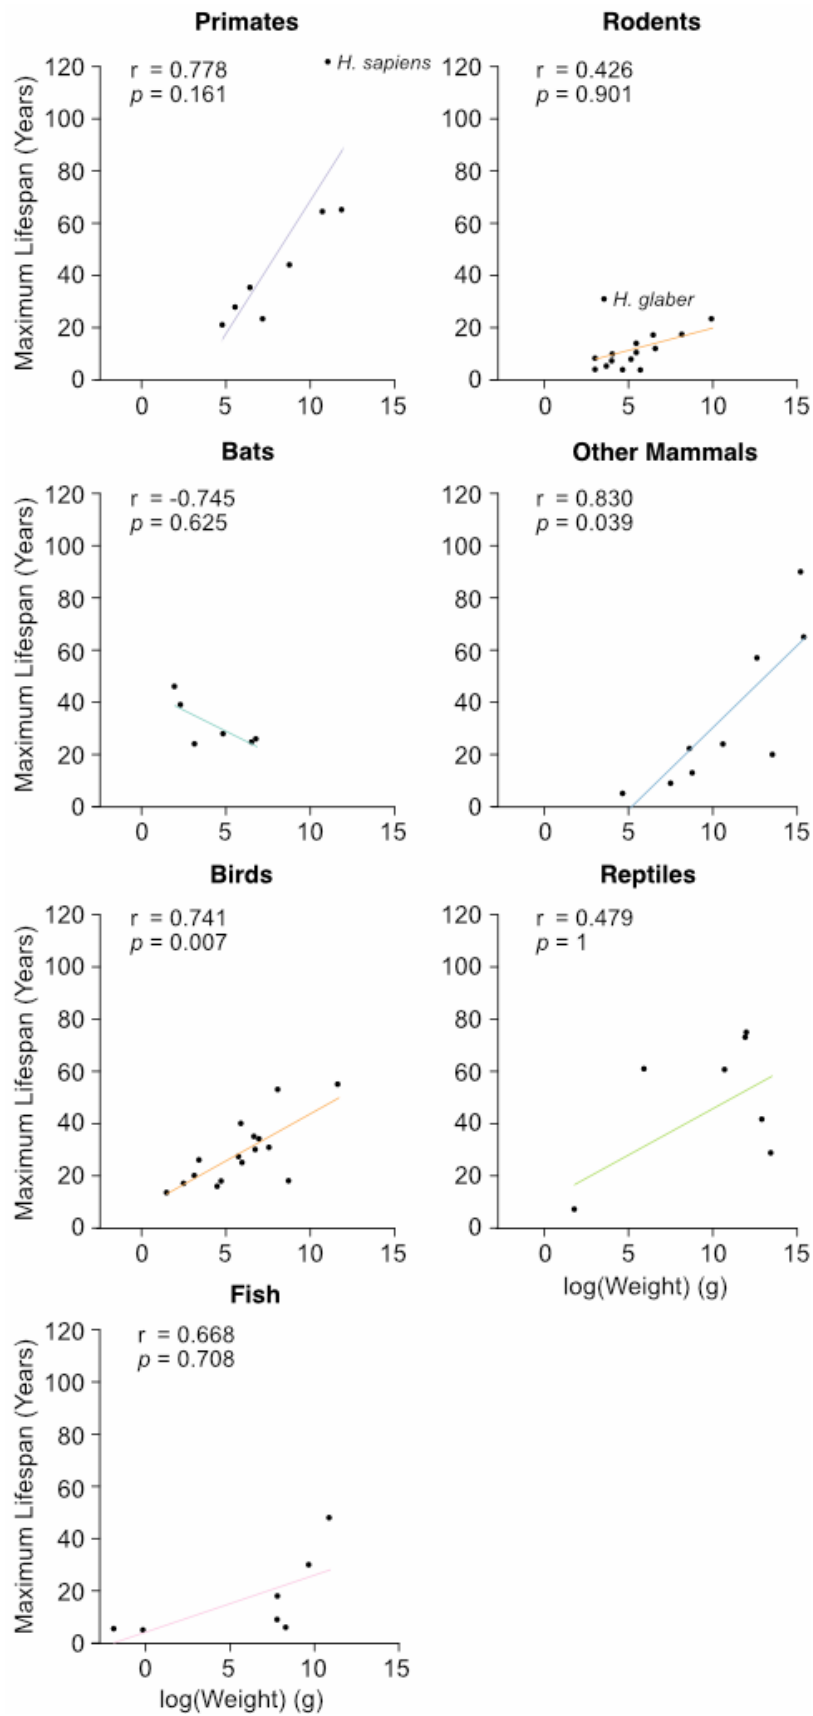 Primates
Rodents
r = 0.778
p = 0.161
H. sapiens
Maximum Lifespan (Years)
120
100
80
60
40
20
0
0 5 10 15
r = 0.426
p = 0.901
H. glaber
120
100
80
60
40
20
0
0 5 10 15
Bats
Other Mammals
r = -0.745
p = 0.625
Maximum Lifespan (Years)
120
100
80
60
40
20
0
0 5 10 15
r = 0.830
p = 0.039
120
100
80
60
40
20
0
0 5 10 15
Birds
Reptiles
r = 0.741
p = 0.007
Maximum Lifespan (Years)
120
100
80
60
40
20
0
0 5 10 15
r = 0.479
p = 1
120
100
80
60
40
20
0
0 5 10 15
log(Weight) (g)
Fish
r = 0.668
p = 0.708
Maximum Lifespan (Years)
120
100
80
60
40
20
0
0 5 10 15
log(Weight) (g)